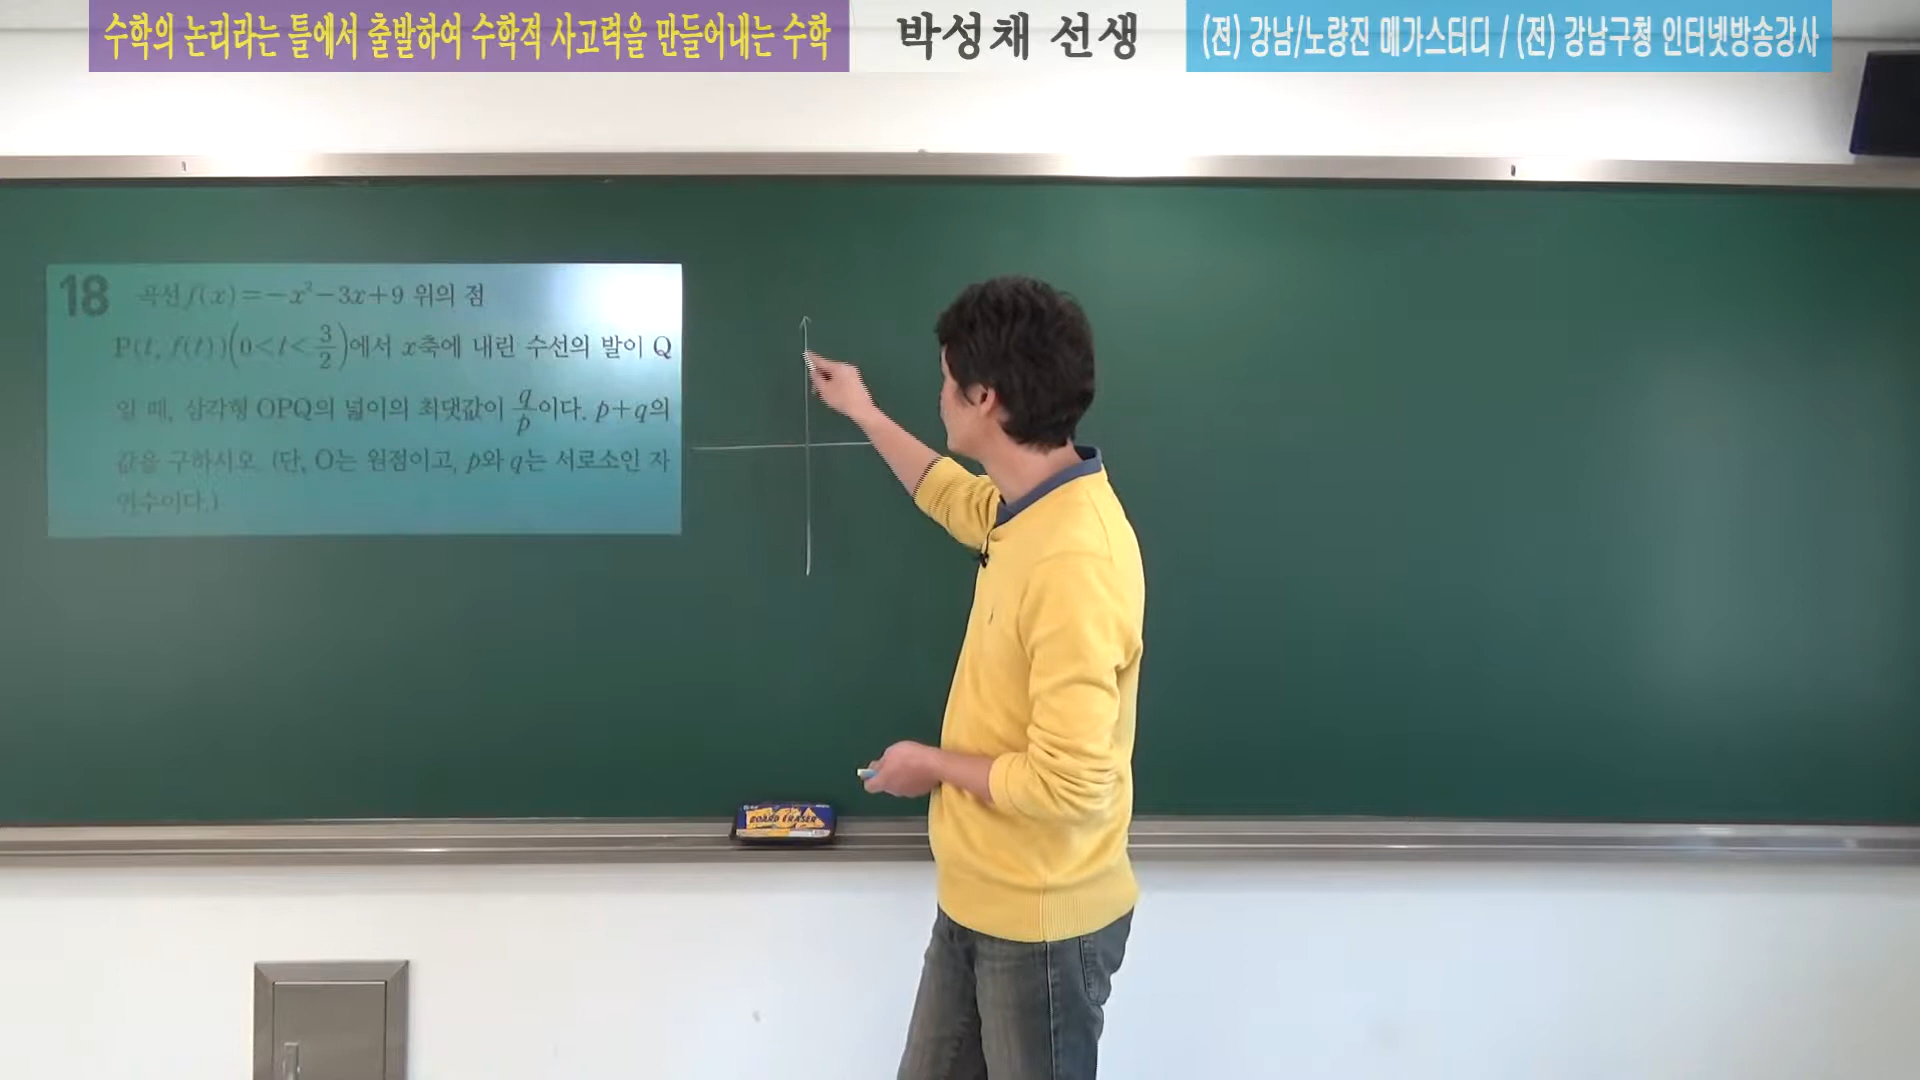 수학의 논리라는 틀에서 출발하여 수학적 사고력을 만들어내는 수학
박성채 선생
(전) 강남/노량진 메가스터디 / (전) 강남구청 인터넷방송강사
18 곡선 f(x)=-x²-3x+9 위의 점
P(t, f(t))(0<t<3/2)에서 x축에 내린 수선의 발이 Q
일 때, 삼각형 OPQ의 넓이의 최댓값이 q/p이다. p+q의
값을 구하시오. (단, O는 원점이고, p와 q는 서로소인 자
연수이다.)
BOARD ERASER